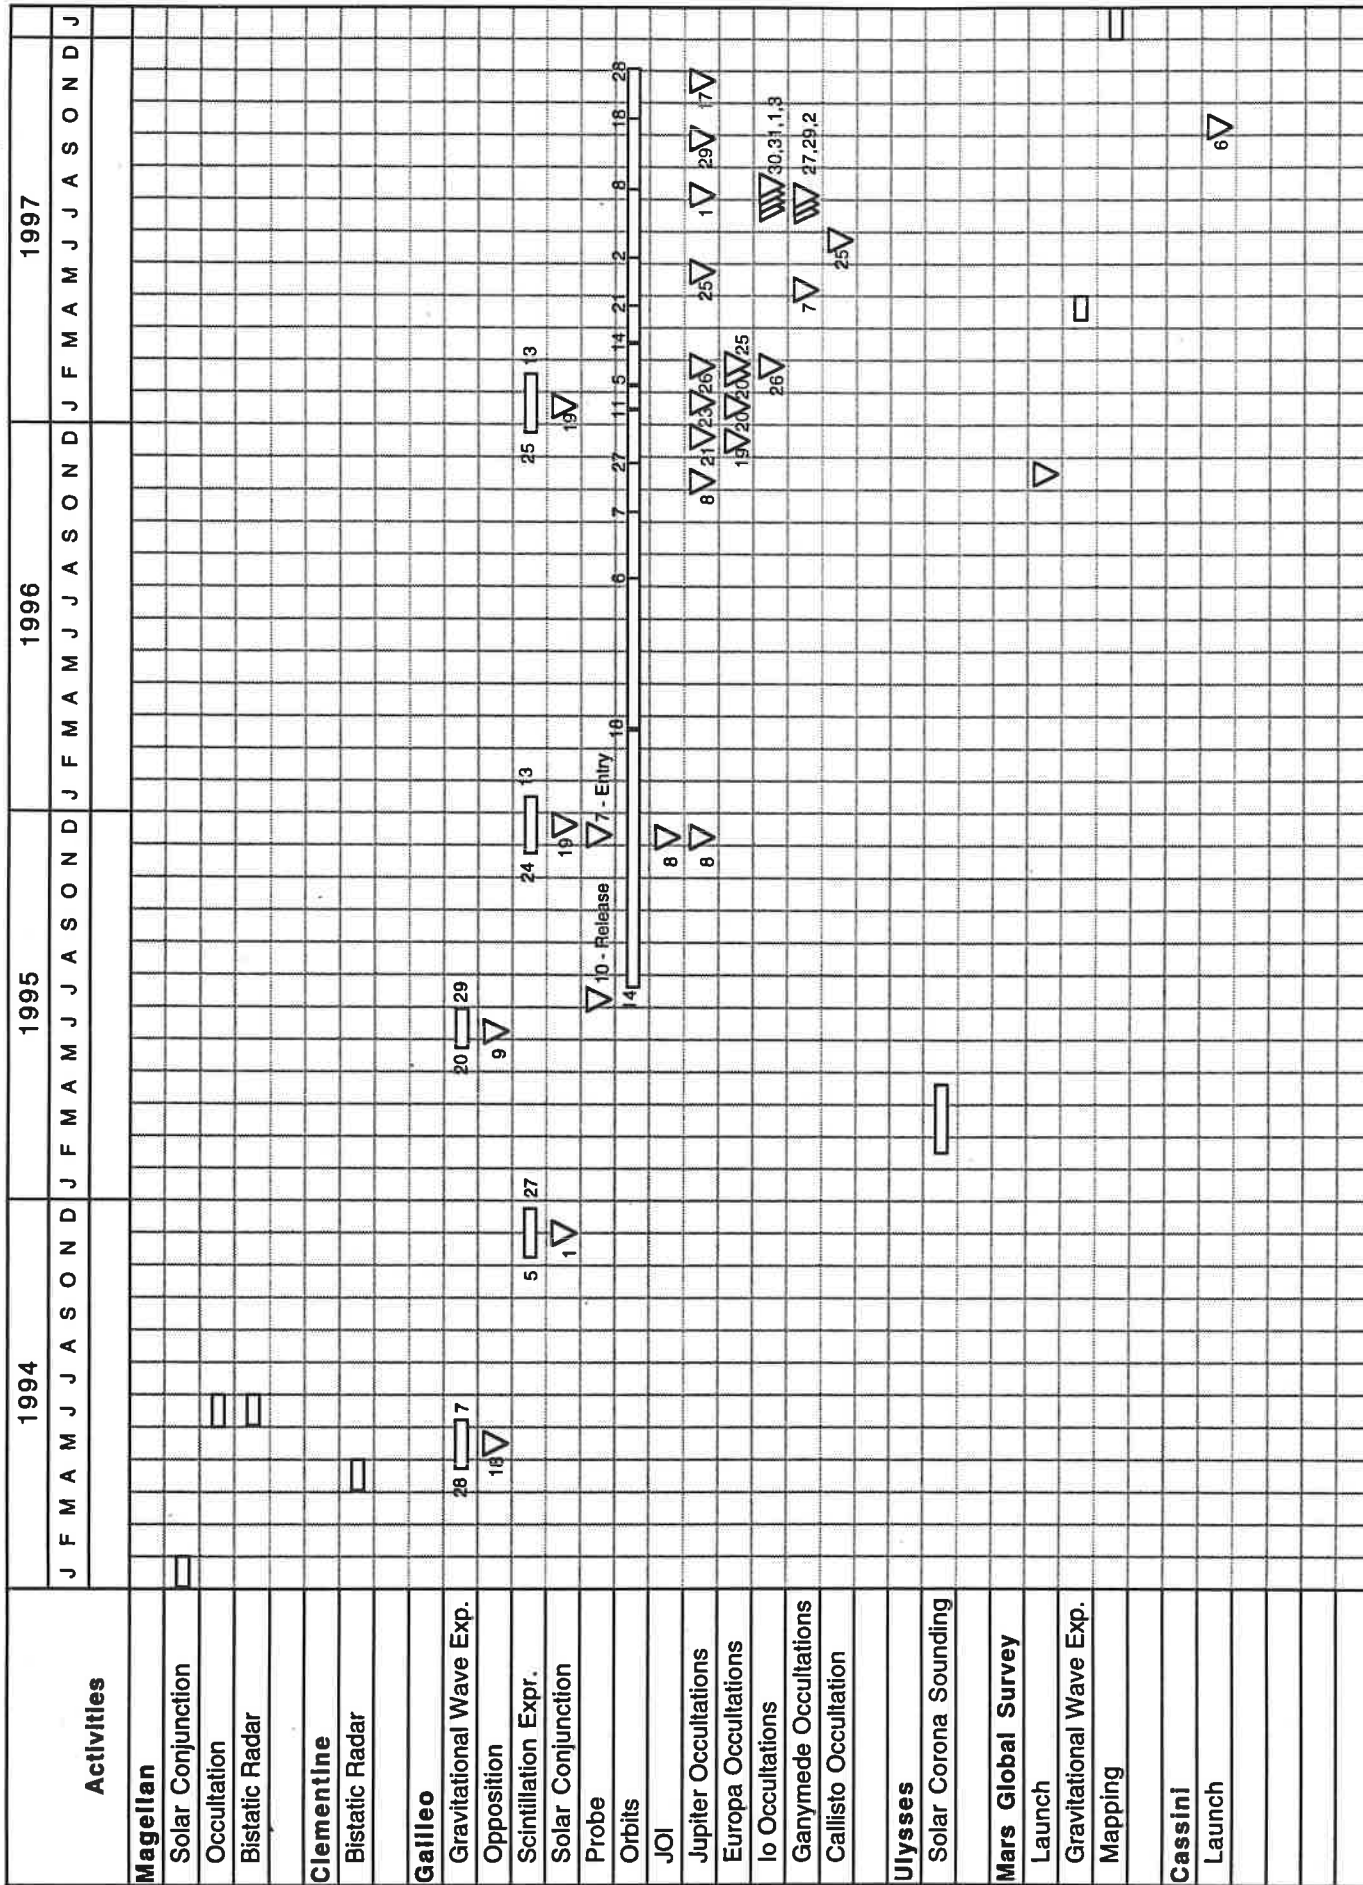 1994 1995 1996 1997
Activities J F M A M J J A S O N D J F M A M J J A S O N D J F M A M J J A S O N D J F M A M J J A S O N D J
Magellan
Solar Conjunction
Occultation
Bistatic Radar
Clementine
Bistatic Radar
Galileo
Gravitational Wave Exp. 28 7 20 29
Opposition 18 9
Scintillation Expr. 5 27 24 13 25 13
Solar Conjunction 1 19 19
Probe 10 - Release 7 - Entry
Orbits 14 18 6 7 27 11 5 14 21 2 8 18 28
JOI 8
Jupiter Occultations 8 8 21 23 26 25 1 29 17
Europa Occultations 19 20 20 25
Io Occultations 26 30,31,1,3
Ganymede Occultations 7 27,29,2
Callisto Occultation 25
Ulysses
Solar Corona Sounding
Mars Global Survey
Launch
Gravitational Wave Exp.
Mapping
Cassini
Launch 6